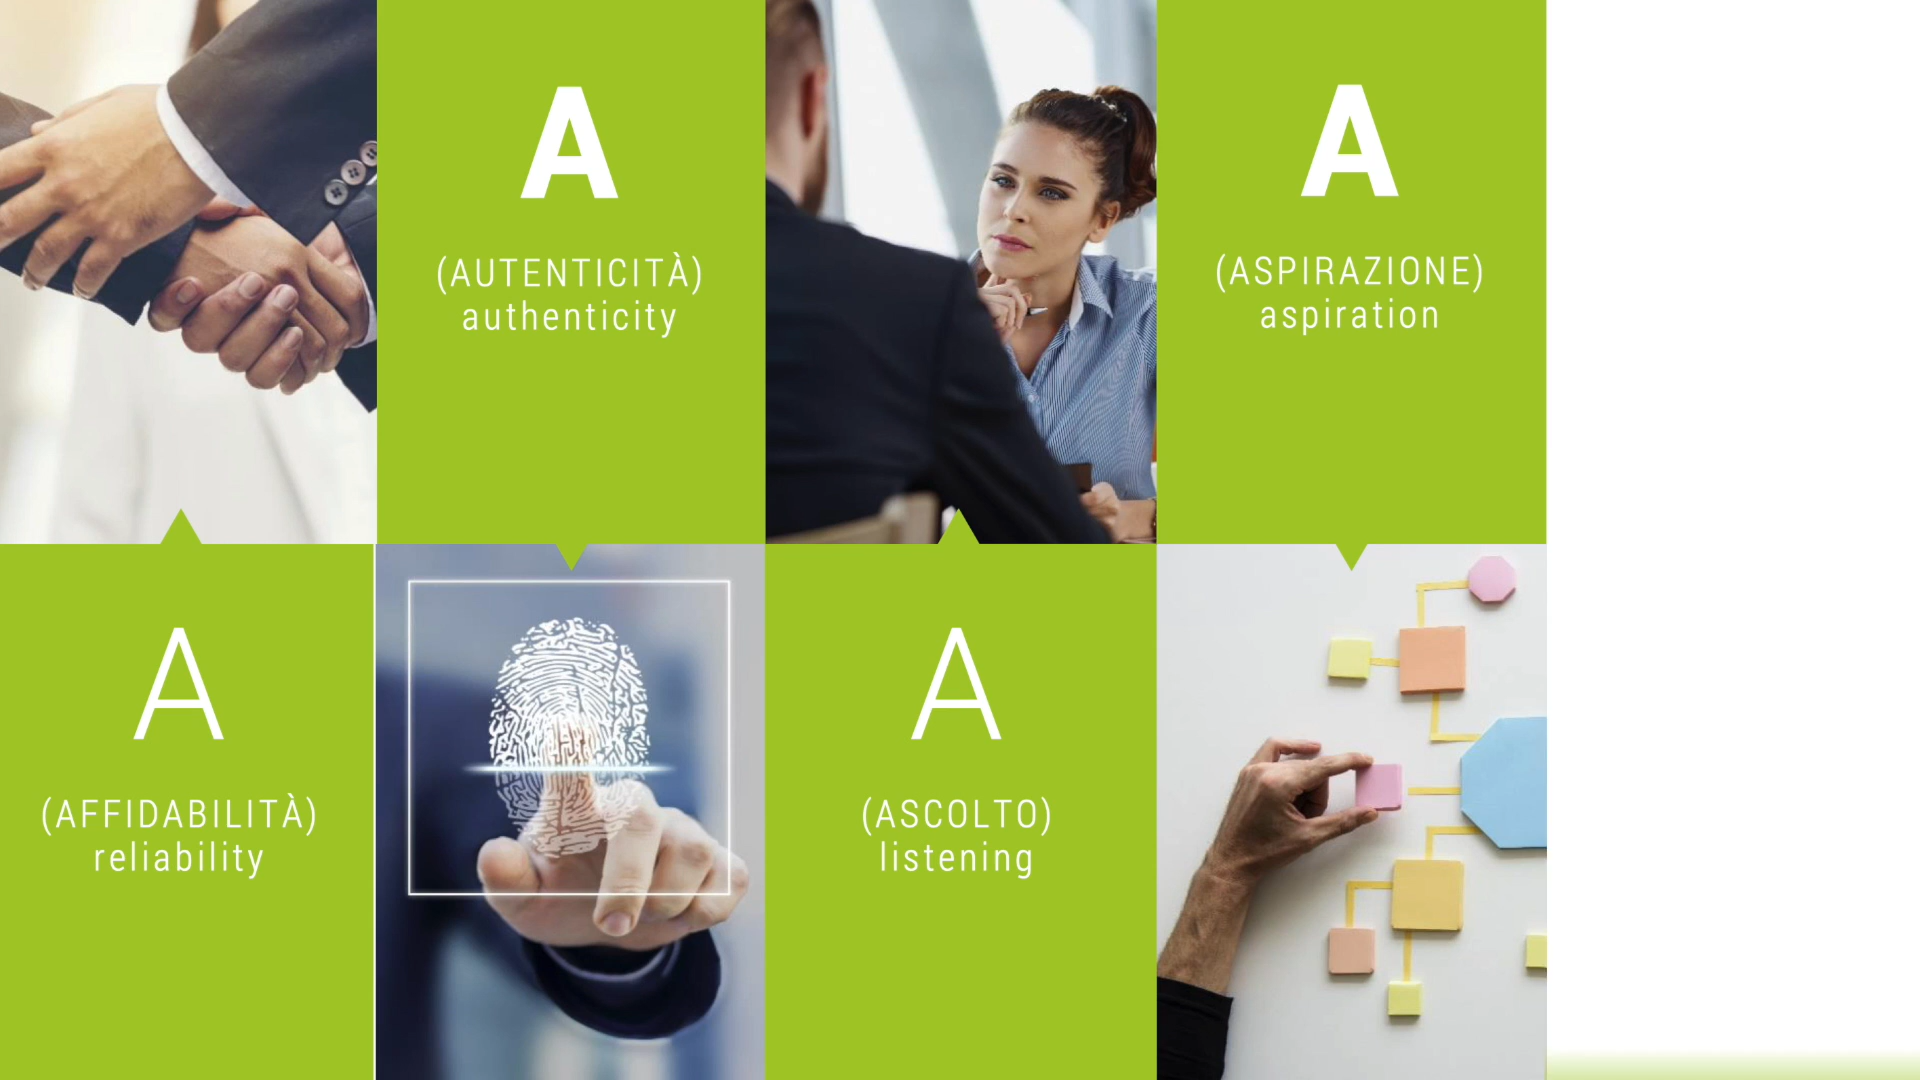 A
(AUTENTICITÀ)
authenticity
A
(ASPIRAZIONE)
aspiration
A
(AFFIDABILITÀ)
reliability
A
(ASCOLTO)
listening